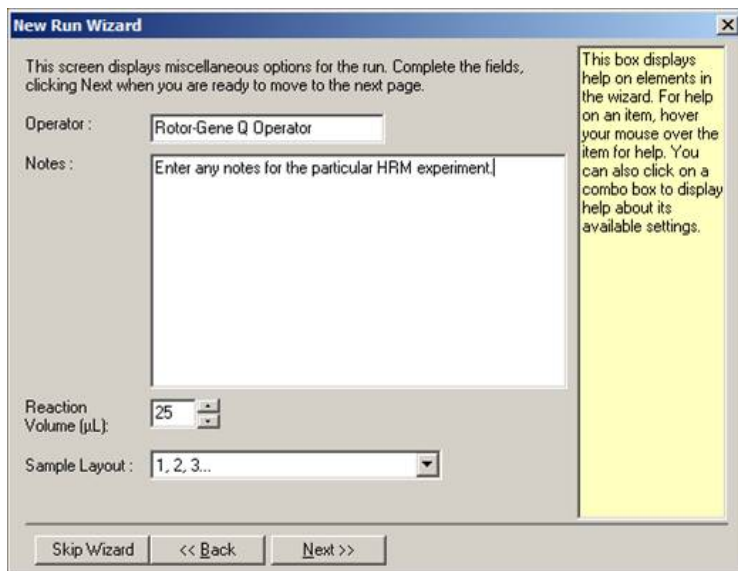 New Run Wizard
This screen displays miscellaneous options for the run. Complete the fields,
clicking Next when you are ready to move to the next page.
Operator :
Rotor-Gene Q Operator
Notes :
Enter any notes for the particular HRM experiment.
Reaction
Volume (µL):
25
Sample Layout :
1, 2, 3...
This box displays
help on elements in
the wizard. For help
on an item, hover
your mouse over the
item for help. You
can also click on a
combo box to display
help about its
available settings.
Skip Wizard
<< Back
Next >>